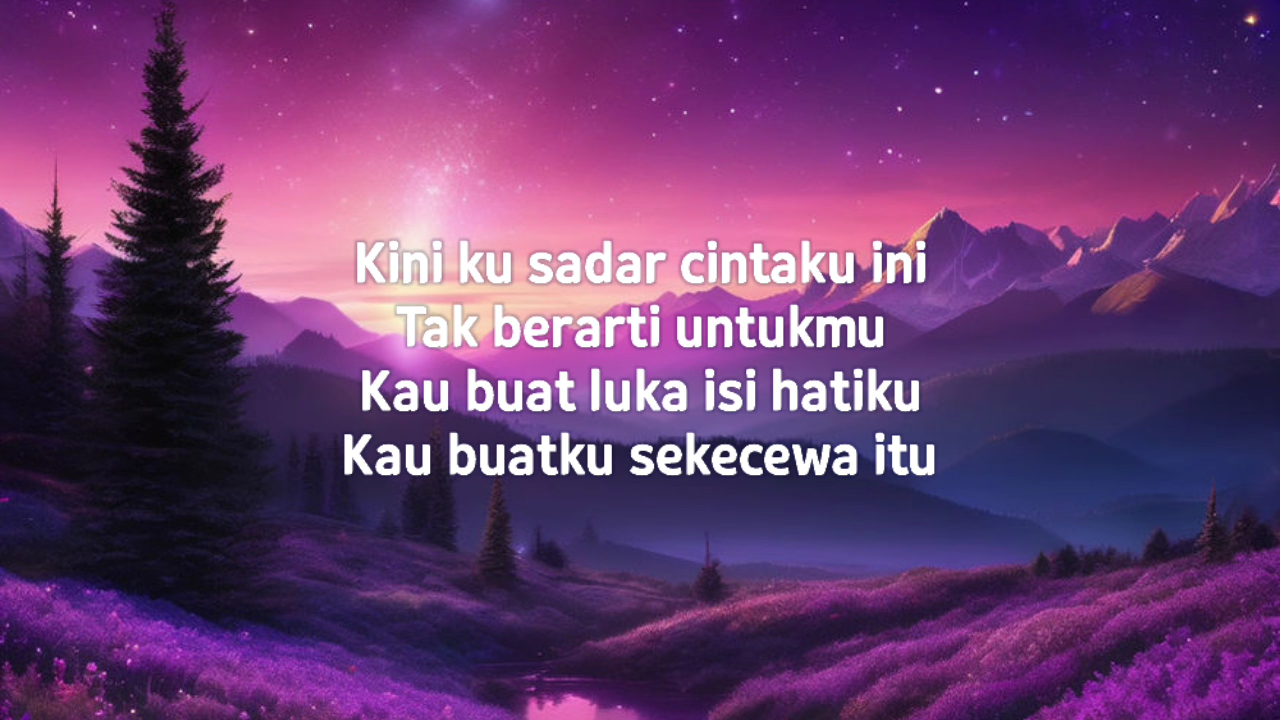 Kini ku sadar cintaku ini
Tak berarti untukmu
Kau buat luka isi hatiku
Kau buatku sekecewa itu